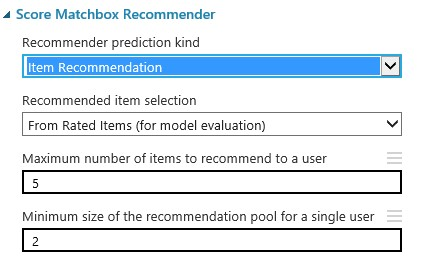 Score Matchbox Recommender
Recommender prediction kind
Item Recommendation
Recommended item selection
From Rated Items (for model evaluation)
Maximum number of items to recommend to a user
5
Minimum size of the recommendation pool for a single user
2